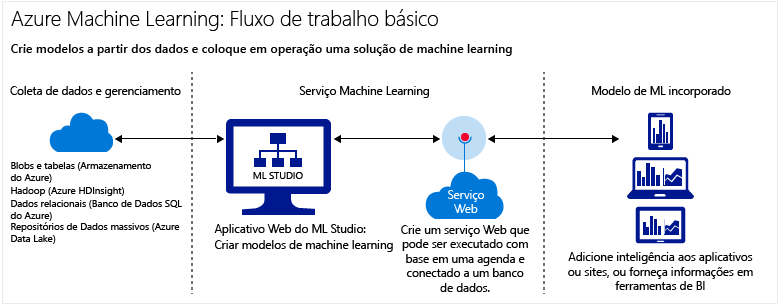 Azure Machine Learning: Fluxo de trabalho básico
Crie modelos a partir dos dados e coloque em operação uma solução de machine learning
Coleta de dados e gerenciamento
Blobs e tabelas (Armazenamento
do Azure)
Hadoop (Azure HDInsight)
Dados relacionais (Banco de Dados SQL
do Azure)
Repositórios de Dados massivos (Azure
Data Lake)
Serviço Machine Learning
ML STUDIO
Aplicativo Web do ML Studio:
Criar modelos de machine learning
Serviço
Web
Crie um serviço Web que
pode ser executado com
base em uma agenda e
conectado a um banco
de dados.
Modelo de ML incorporado
Adicione inteligência aos aplicativos
ou sites, ou forneça informações em
ferramentas de BI